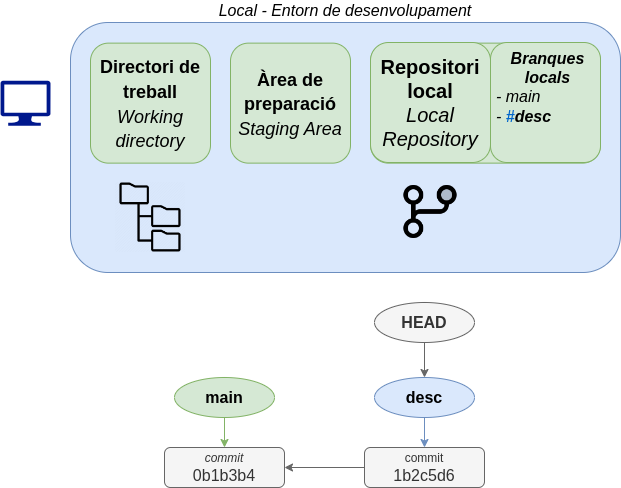 Local - Entorn de desenvolupament
Directori de
treball
Working
directory
Àrea de
preparació
Staging Area
Repositori
local
Local
Repository
Branques
locals
- main
- #desc
HEAD
main
desc
commit
0b1b3b4
commit
1b2c5d6